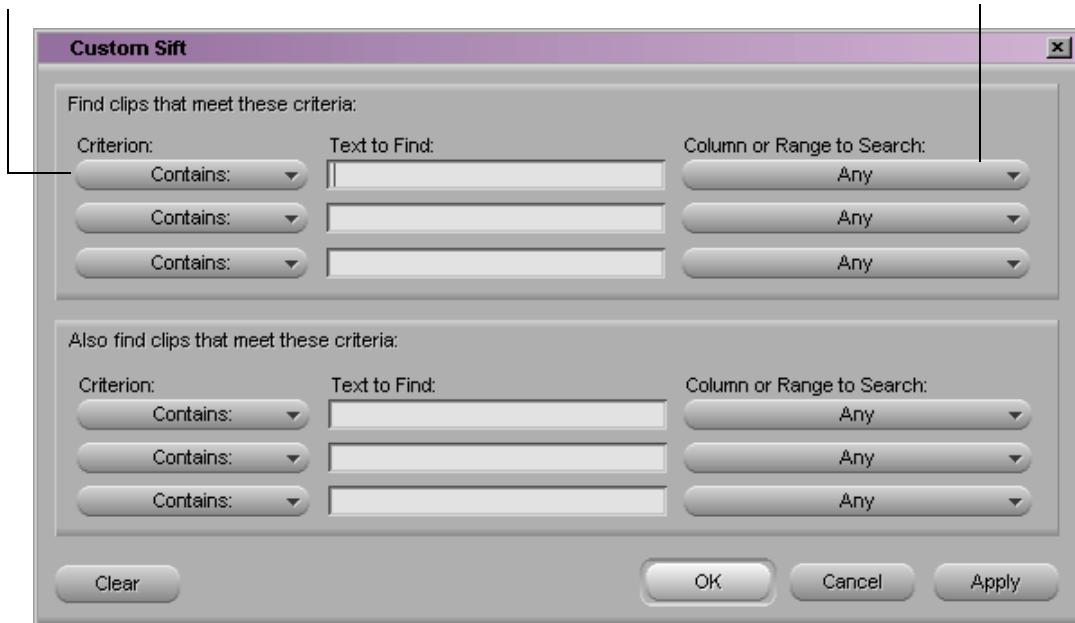 Custom Sift
Find clips that meet these criteria:
Criterion: Text to Find: Column or Range to Search:
Contains: Any
Contains: Any
Contains: Any
Also find clips that meet these criteria:
Criterion: Text to Find: Column or Range to Search:
Contains: Any
Contains: Any
Contains: Any
Clear OK Cancel Apply